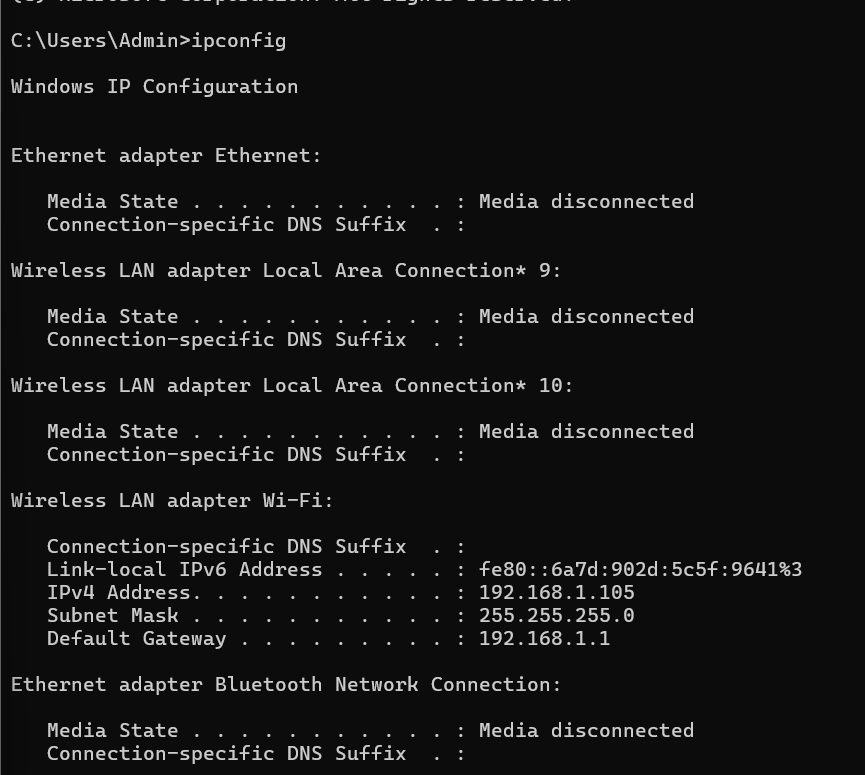 C:\Users\Admin>ipconfig
Windows IP Configuration
Ethernet adapter Ethernet:
Media State . . . . . . . . . . . : Media disconnected
Connection-specific DNS Suffix  . :
Wireless LAN adapter Local Area Connection* 9:
Media State . . . . . . . . . . . : Media disconnected
Connection-specific DNS Suffix  . :
Wireless LAN adapter Local Area Connection* 10:
Media State . . . . . . . . . . . : Media disconnected
Connection-specific DNS Suffix  . :
Wireless LAN adapter Wi-Fi:
Connection-specific DNS Suffix  . :
Link-local IPv6 Address . . . . . : fe80::6a7d:902d:5c5f:9641%3
IPv4 Address. . . . . . . . . . . : 192.168.1.105
Subnet Mask . . . . . . . . . . . : 255.255.255.0
Default Gateway . . . . . . . . . : 192.168.1.1
Ethernet adapter Bluetooth Network Connection:
Media State . . . . . . . . . . . : Media disconnected
Connection-specific DNS Suffix  . :